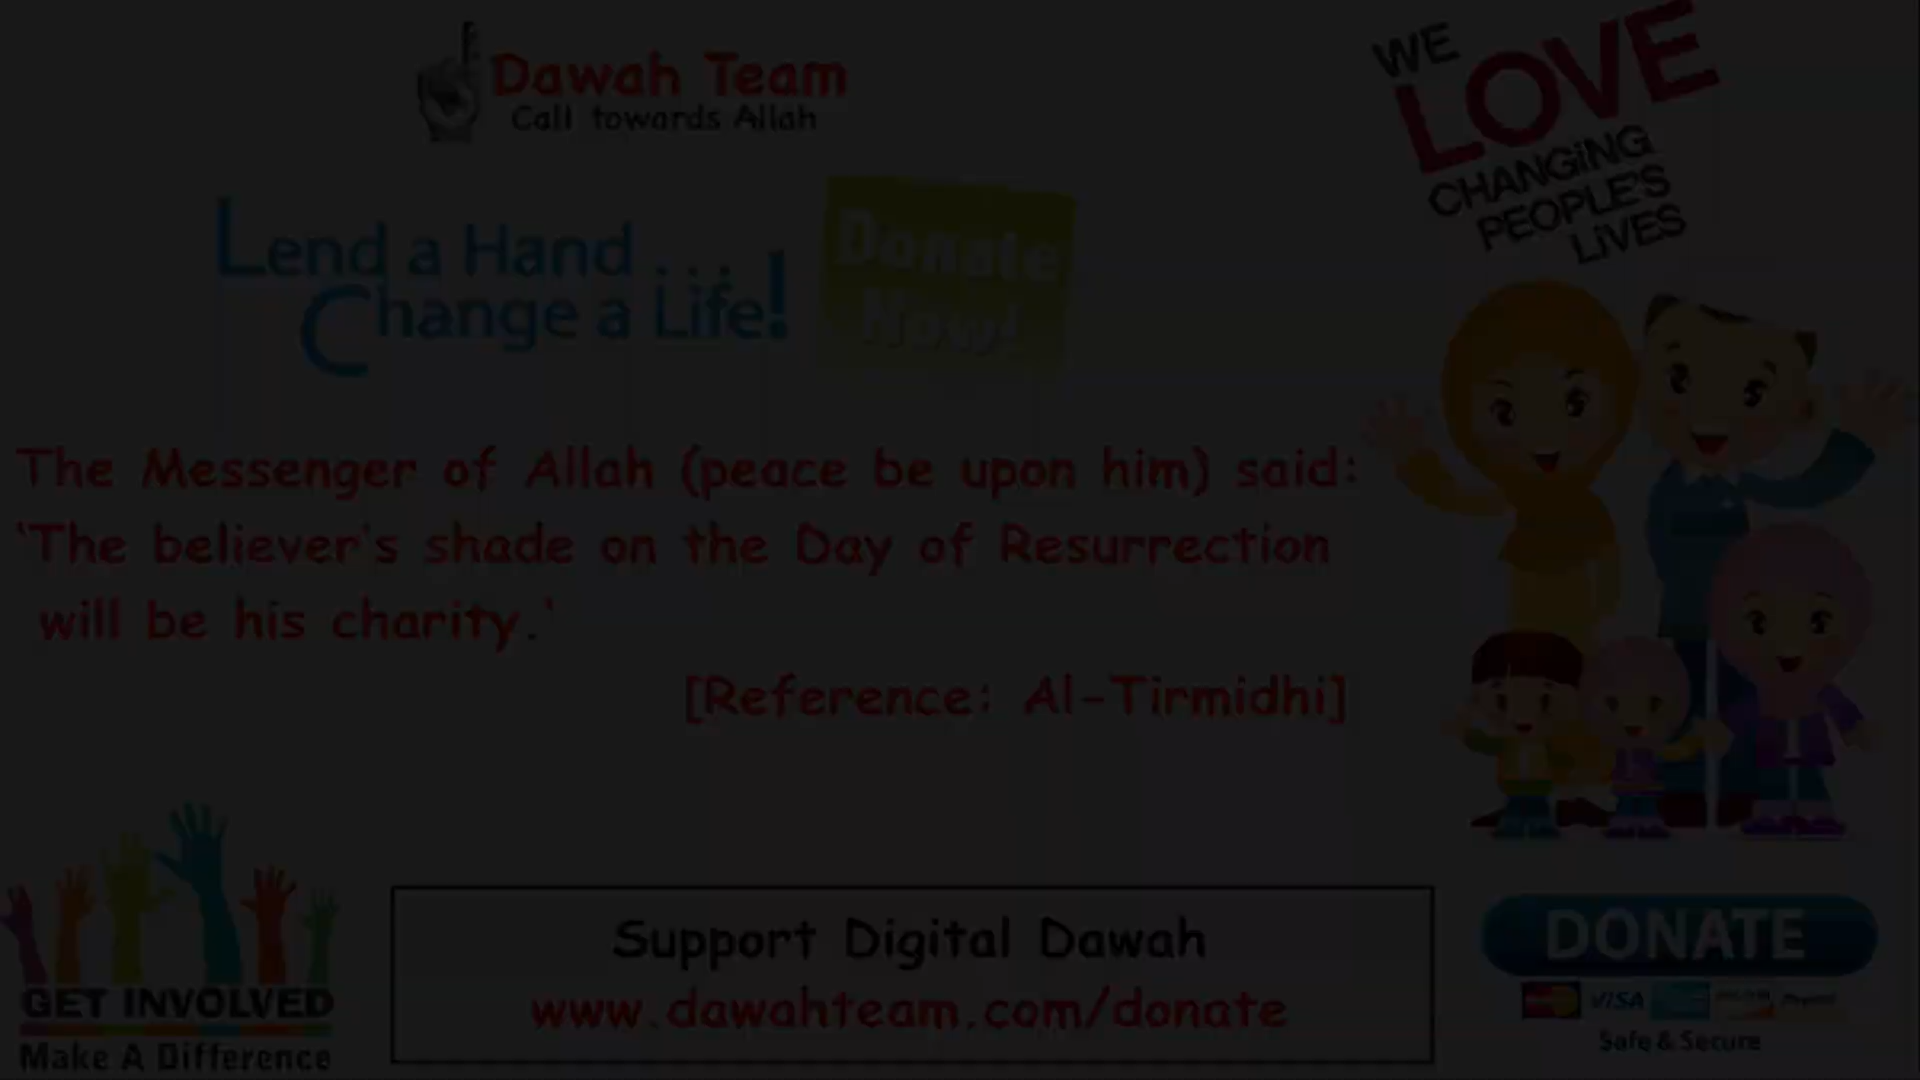 Dawah Team
Call towards Allah
WE
LOVE
CHANGiNG
PEOPLE'S
LiVES
Lend a Hand
Change a Life!
Donate
Now!
The Messenger of Allah (peace be upon him) said:
'The believer's shade on the Day of Resurrection
will be his charity.'
[Reference: Al-Tirmidhi]
GET INVOLVED
Make A Difference
Support Digital Dawah
www.dawahteam.com/donate
DONATE
VISA
Safe & Secure